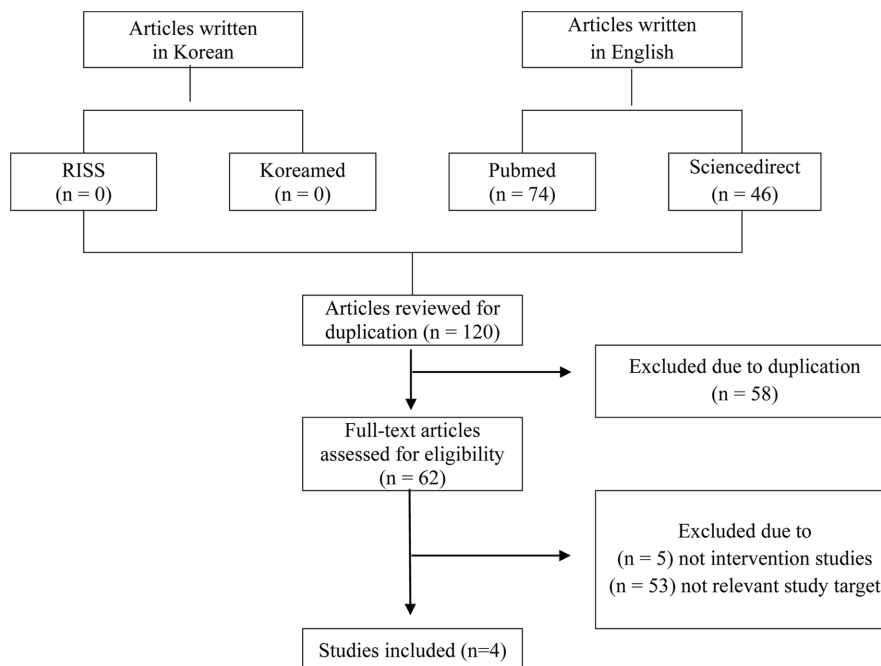 Articles written
in Korean
Articles written
in English
RISS
(n = 0)
Koreamed
(n = 0)
Pubmed
(n = 74)
Sciencedirect
(n = 46)
Articles reviewed for
duplication (n = 120)
Excluded due to duplication
(n = 58)
Full-text articles
assessed for eligibility
(n = 62)
Excluded due to
(n = 5) not intervention studies
(n = 53) not relevant study target
Studies included (n=4)